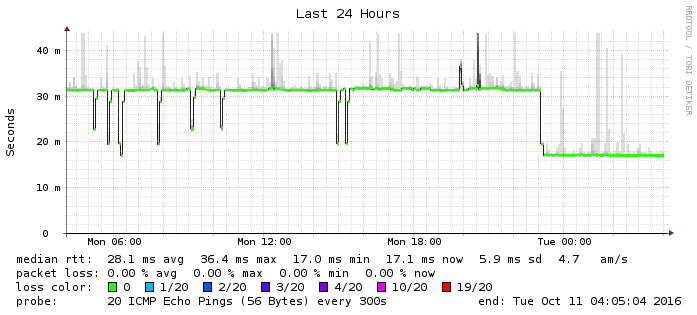 Last 24 Hours
RRDTOOL / TOBI OETIKER
Seconds
40 m
30 m
20 m
10 m
0
Mon 06:00 Mon 12:00 Mon 18:00 Tue 00:00
median rtt: 28.1 ms avg 36.4 ms max 17.0 ms min 17.1 ms now 5.9 ms sd 4.7 am/s
packet loss: 0.00 % avg 0.00 % max 0.00 % min 0.00 % now
loss color: 0 1/20 2/20 3/20 4/20 10/20 19/20
probe: 20 ICMP Echo Pings (56 Bytes) every 300s end: Tue Oct 11 04:05:04 2016